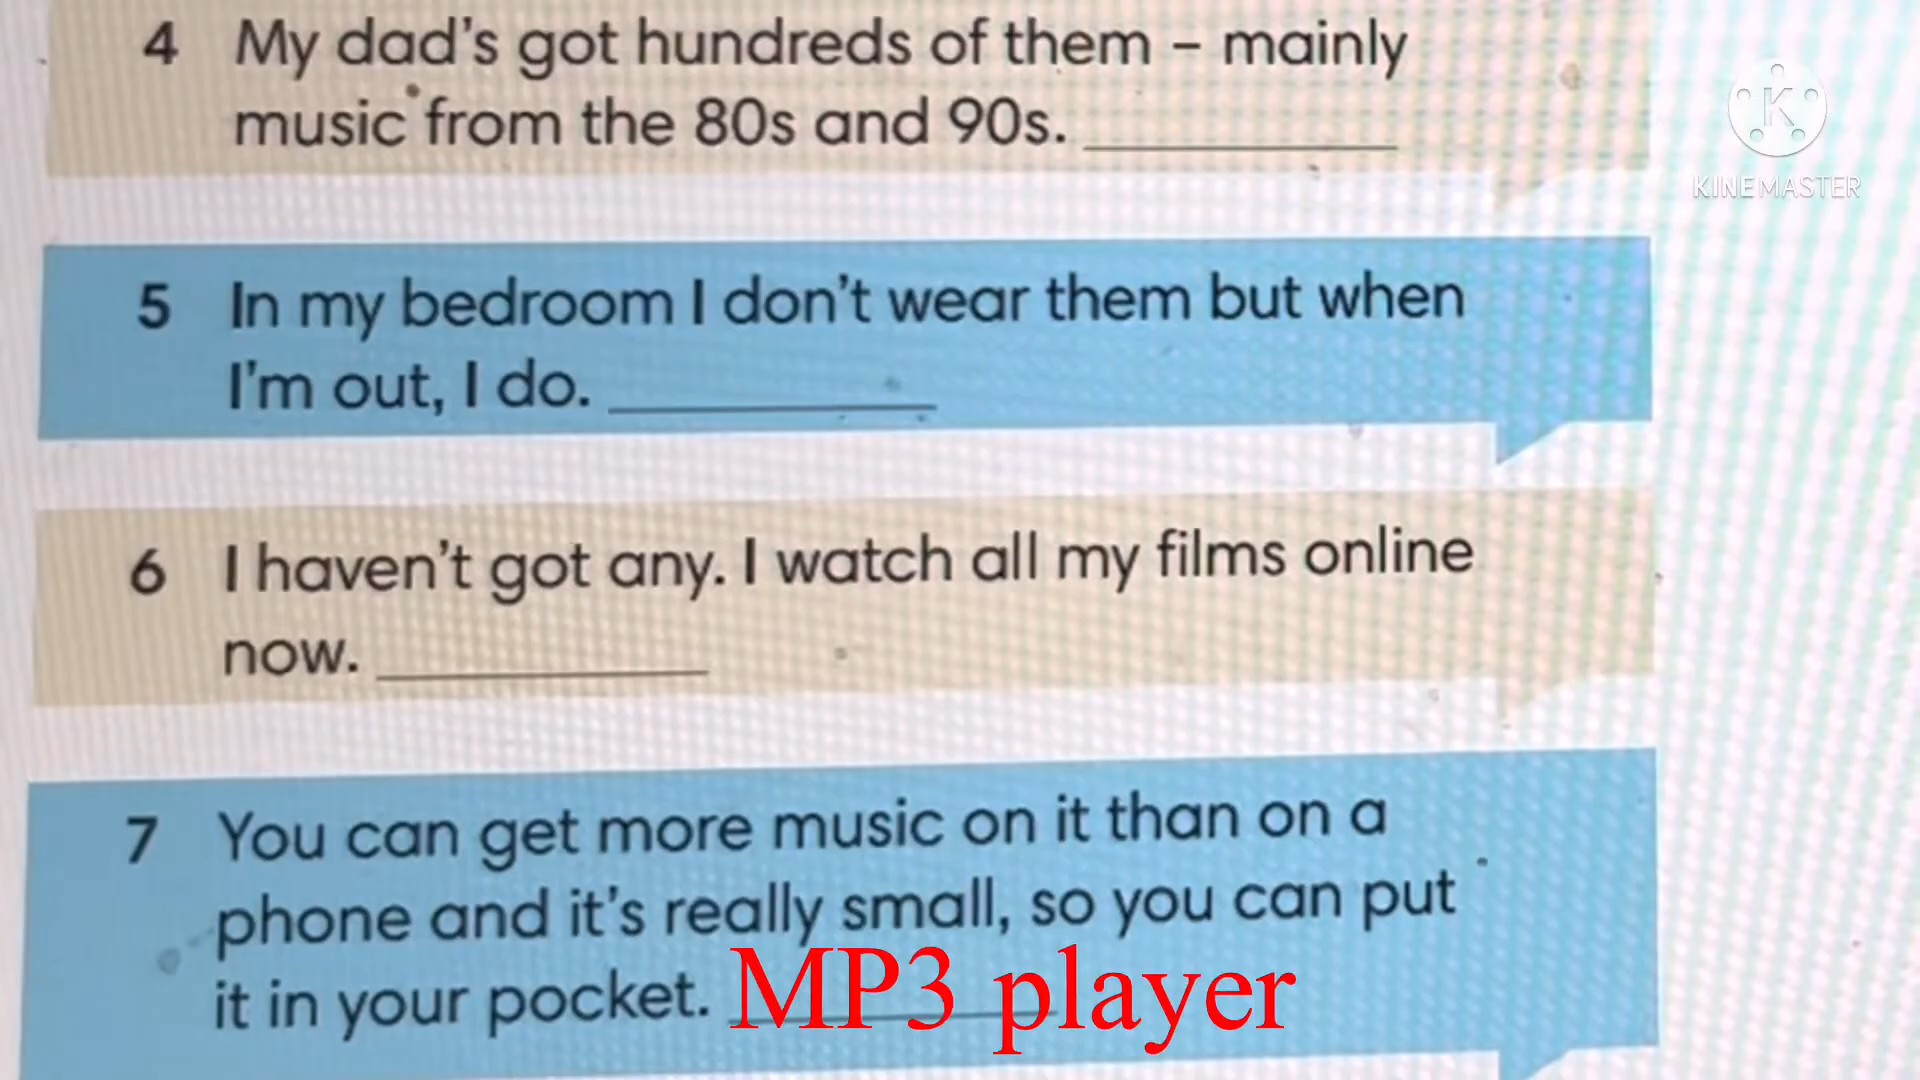 4 My dad's got hundreds of them – mainly
music from the 80s and 90s. __________
KINEMASTER
5 In my bedroom I don't wear them but when
I'm out, I do. __________
6 I haven't got any. I watch all my films online
now. __________
7 You can get more music on it than on a
phone and it's really small, so you can put
it in your pocket. MP3 player